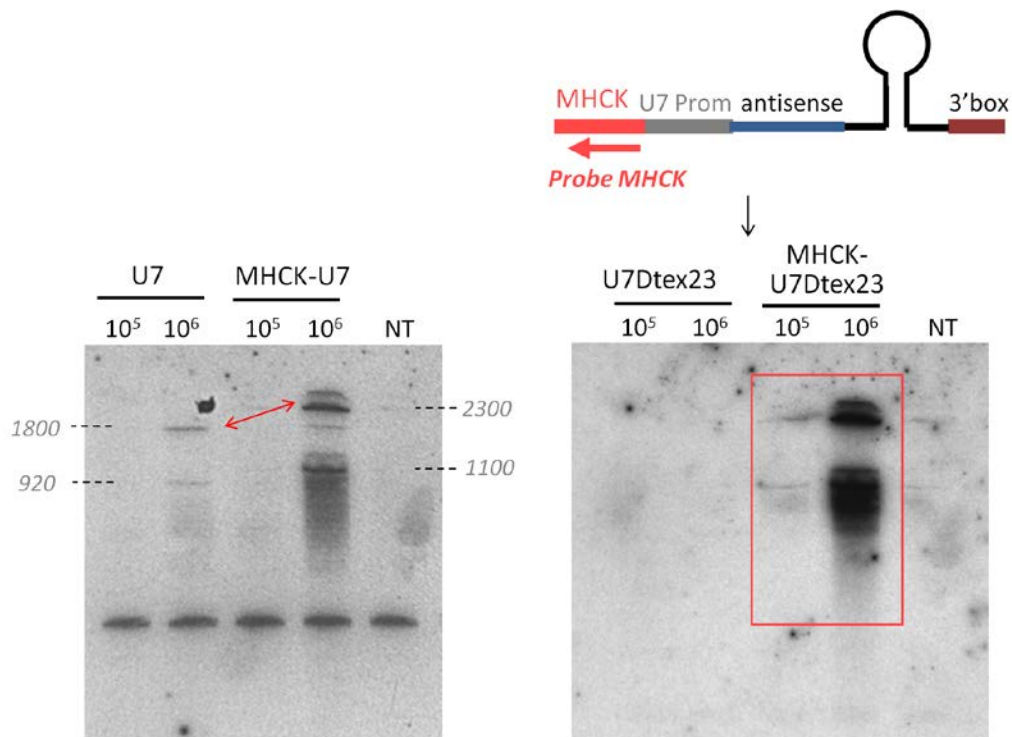 MHCK U7 Prom antisense 3'box
Probe MHCK
U7 MHCK-U7
10⁵ 10⁶ 10⁵ 10⁶ NT
1800
920
2300
1100
U7Dtex23 MHCK-
U7Dtex23
10⁵ 10⁶ 10⁵ 10⁶ NT